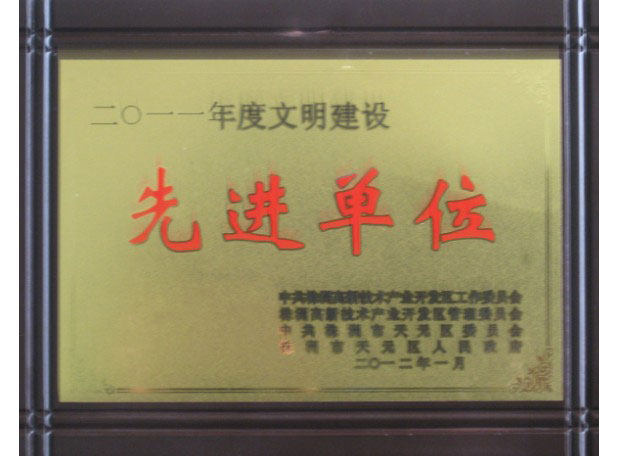 二〇一一年度文明建设
先进单位
中共株洲高新技术产业开发区工作委员会
株洲高新技术产业开发区管理委员会
中共株洲市天元区委员会
株洲市天元区人民政府
二〇一二年一月